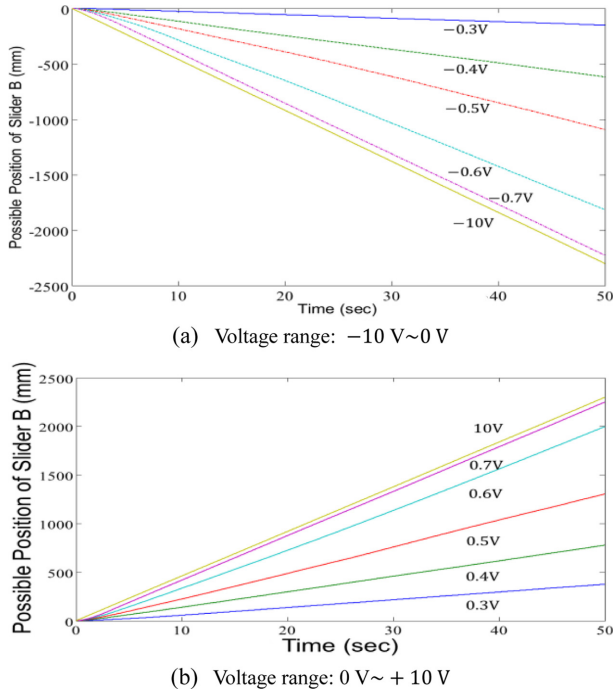 0
-500
-1000
-1500
-2000
-2500
0
10
20
30
40
50
Possible Position of Slider B (mm)
−0.3V
−0.4V
−0.5V
−0.6V
−0.7V
−10V
Time (sec)
(a) Voltage range: −10 V~0 V
2500
2000
1500
1000
500
0
0
10
20
30
40
50
Possible Position of Slider B (mm)
10V
0.7V
0.6V
0.5V
0.4V
0.3V
Time (sec)
(b) Voltage range: 0 V~ + 10 V